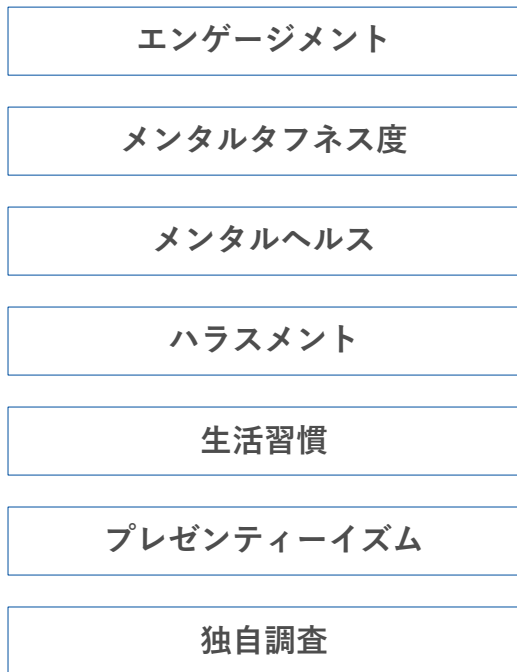 エンゲージメント
メンタルタフネス度
メンタルヘルス
ハラスメント
生活習慣
プレゼンティーイズム
独自調査